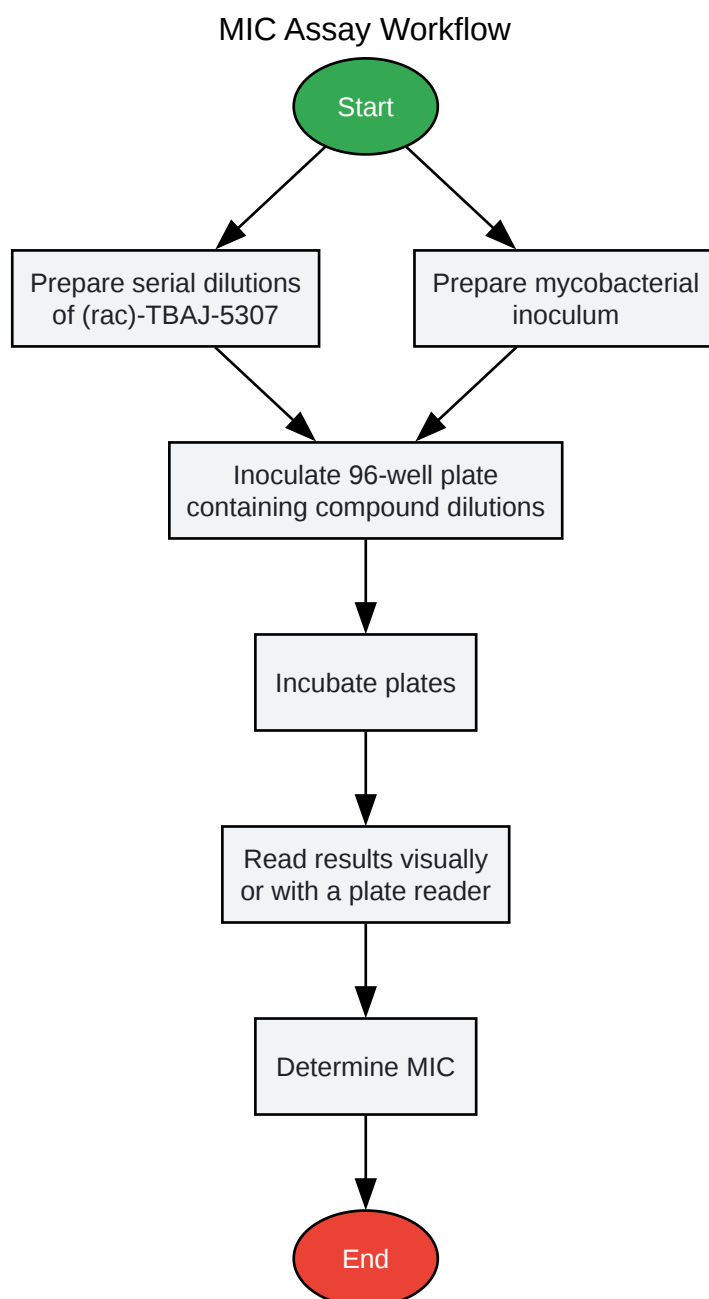 MIC Assay Workflow
Start
Prepare serial dilutions
of (rac)-TBAJ-5307
Prepare mycobacterial
inoculum
Inoculate 96-well plate
containing compound dilutions
Incubate plates
Read results visually
or with a plate reader
Determine MIC
End